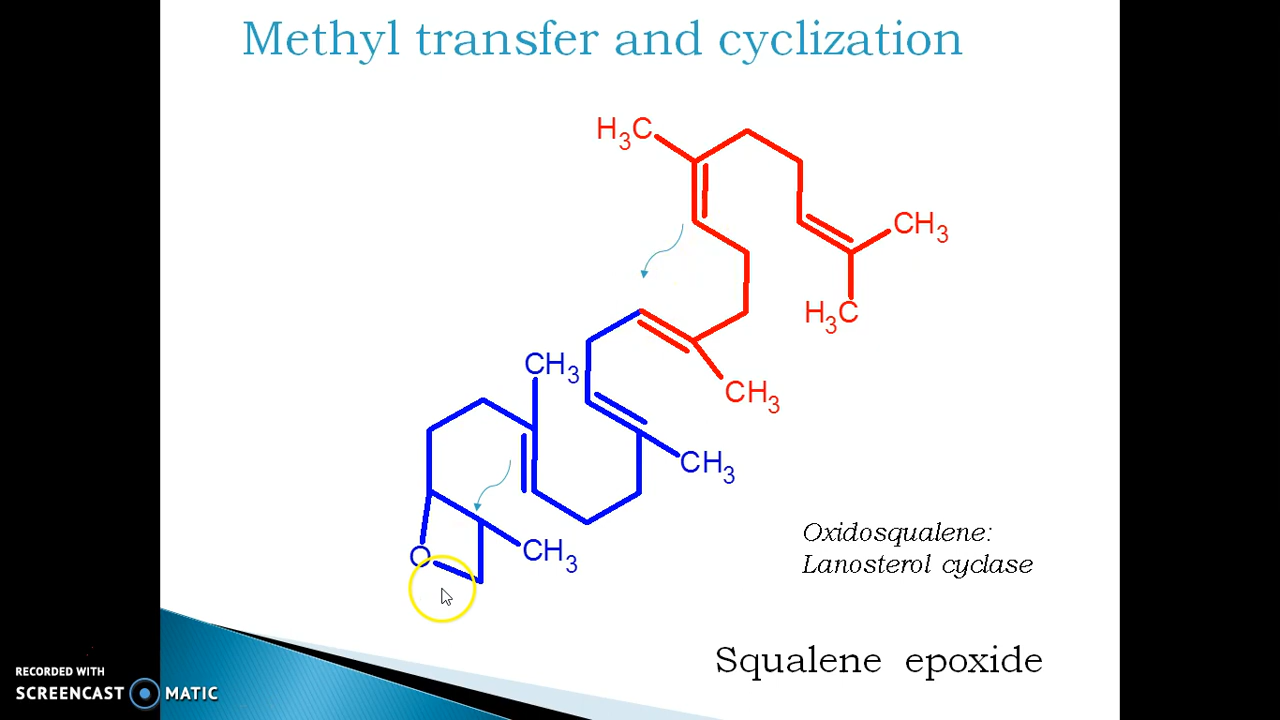 Methyl transfer and cyclization
H3C
CH3
H3C
CH3
CH3
CH3
O
CH3
Oxidosqualene:
Lanosterol cyclase
Squalene epoxide
RECORDED WITH
SCREENCAST MATIC